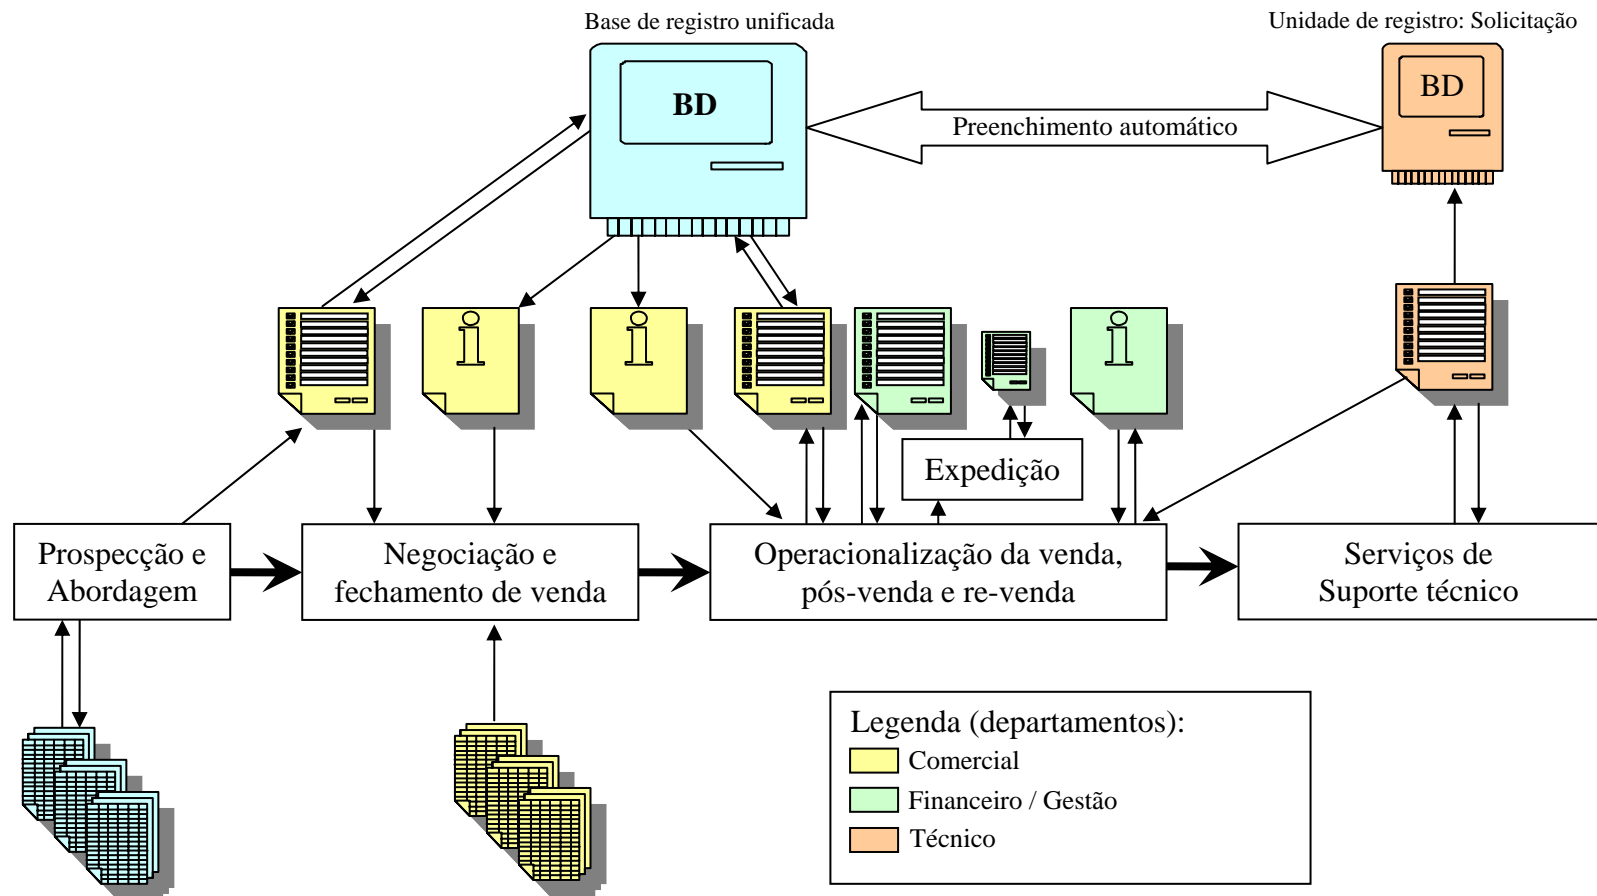 Base de registro unificada
Unidade de registro: Solicitação
BD
BD
Preenchimento automático
i
i
i
Expedição
Prospecção e
Abordagem
Negociação e
fechamento de venda
Operacionalização da venda,
pós-venda e re-venda
Serviços de
Suporte técnico
Legenda (departamentos):
Comercial
Financeiro / Gestão
Técnico